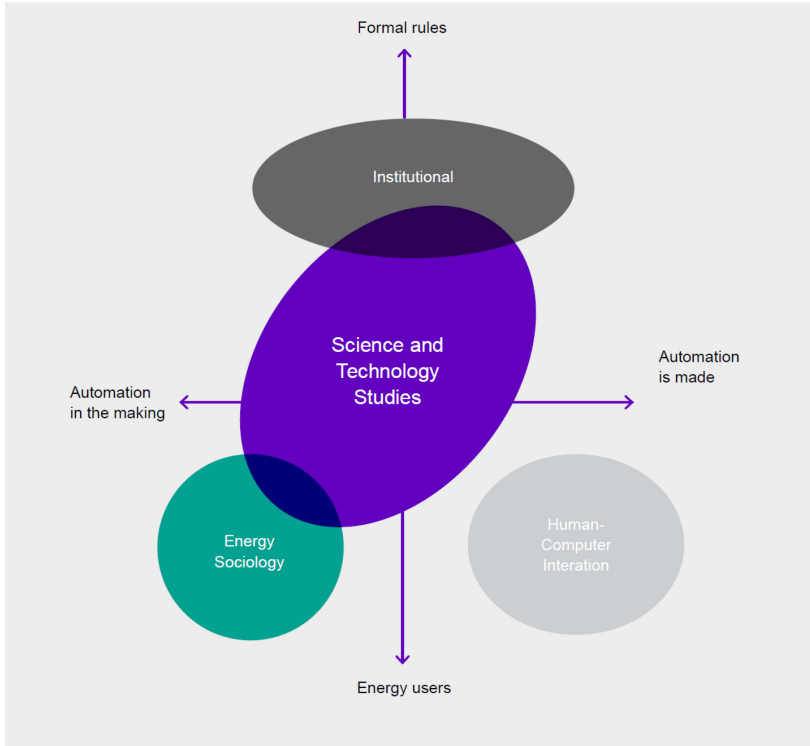 Formal rules
Institutional
Science and
Technology
Studies
Automation
is made
Automation
in the making
Energy
Sociology
Human-
Computer
Interation
Energy users